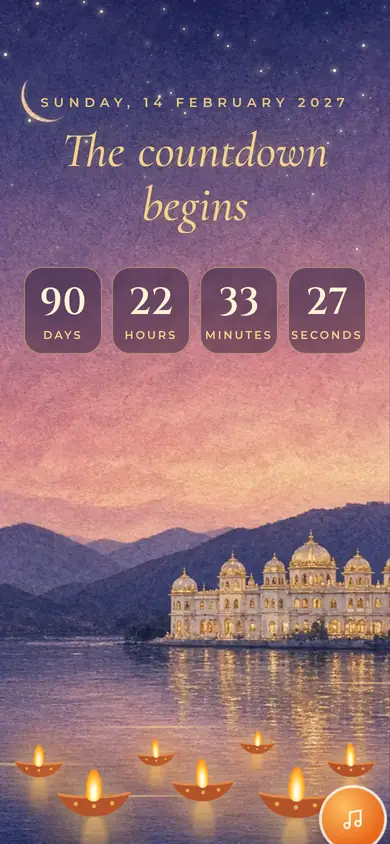 SUNDAY, 14 FEBRUARY 2027
The countdown
begins
90 22 33 27
DAYS HOURS MINUTES SECONDS